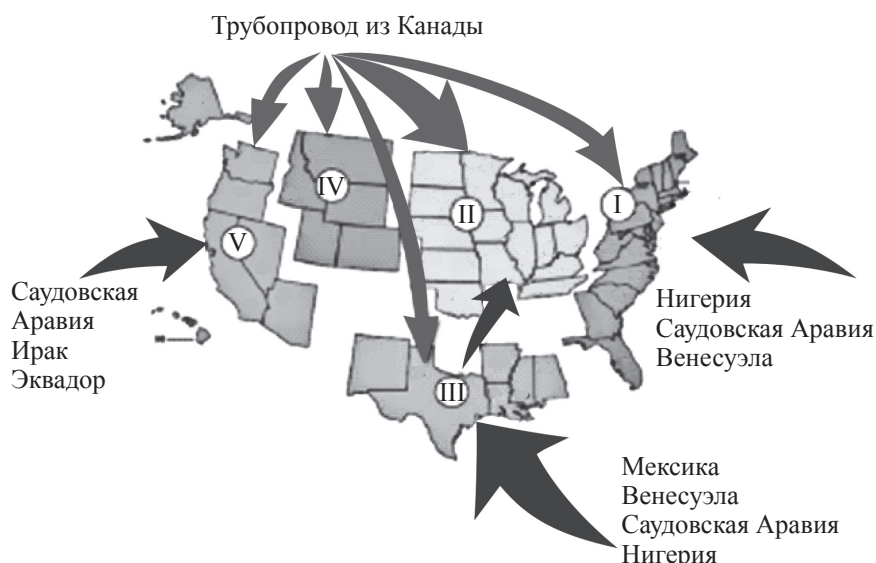 Трубопровод из Канады
IV
II
I
V
III
Саудовская
Аравия
Ирак
Эквадор
Нигерия
Саудовская Аравия
Венесуэла
Мексика
Венесуэла
Саудовская Аравия
Нигерия